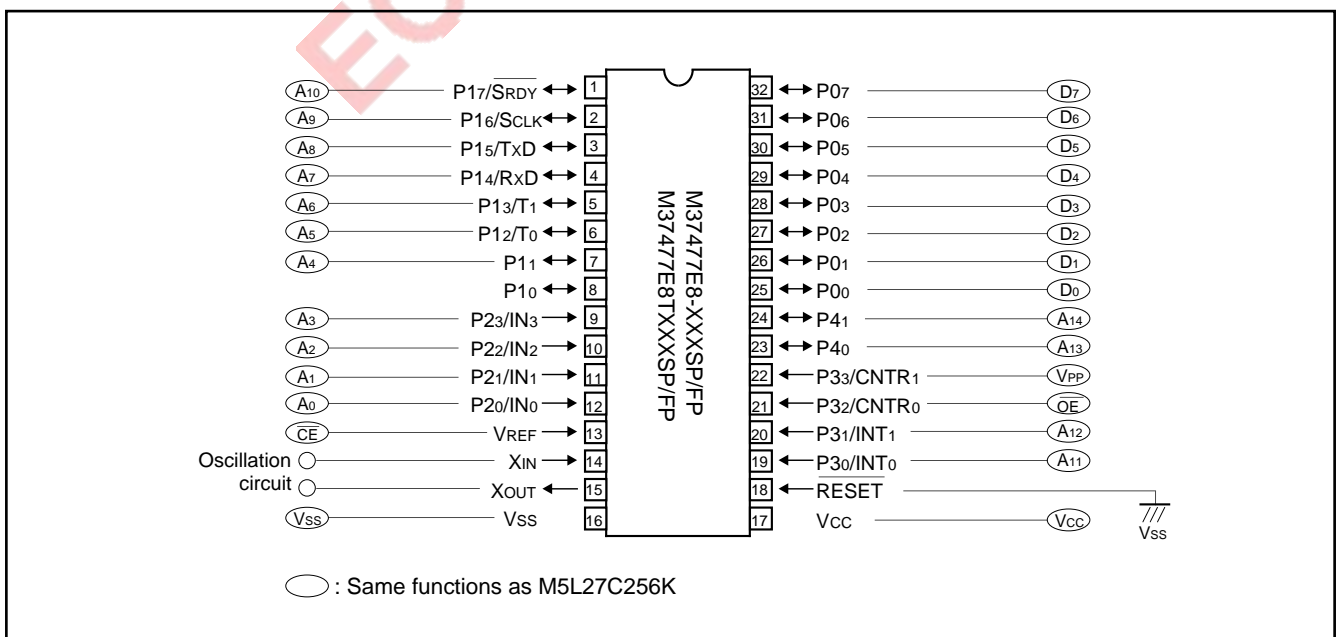 EC
A10 P17/SRDY 1 32 P07 D7
A9 P16/SCLK 2 31 P06 D6
A8 P15/TxD 3 30 P05 D5
A7 P14/RxD 4 29 P04 D4
A6 P13/T1 5 28 P03 D3
A5 P12/T0 6 27 P02 D2
A4 P11 7 26 P01 D1
P10 8 25 P00 D0
A3 P23/IN3 9 24 P41 A14
A2 P22/IN2 10 23 P40 A13
A1 P21/IN1 11 22 P33/CNTR1 VPP
A0 P20/IN0 12 21 P32/CNTR0 OE
CE VREF 13 20 P31/INT1 A12
Oscillation XIN 14 19 P30/INT0 A11
circuit XOUT 15 18 RESET
VSS VSS 16 17 VCC VCC
VSS
M37477E8-XXXSP/FP
M37477E8TXXXSP/FP
: Same functions as M5L27C256K